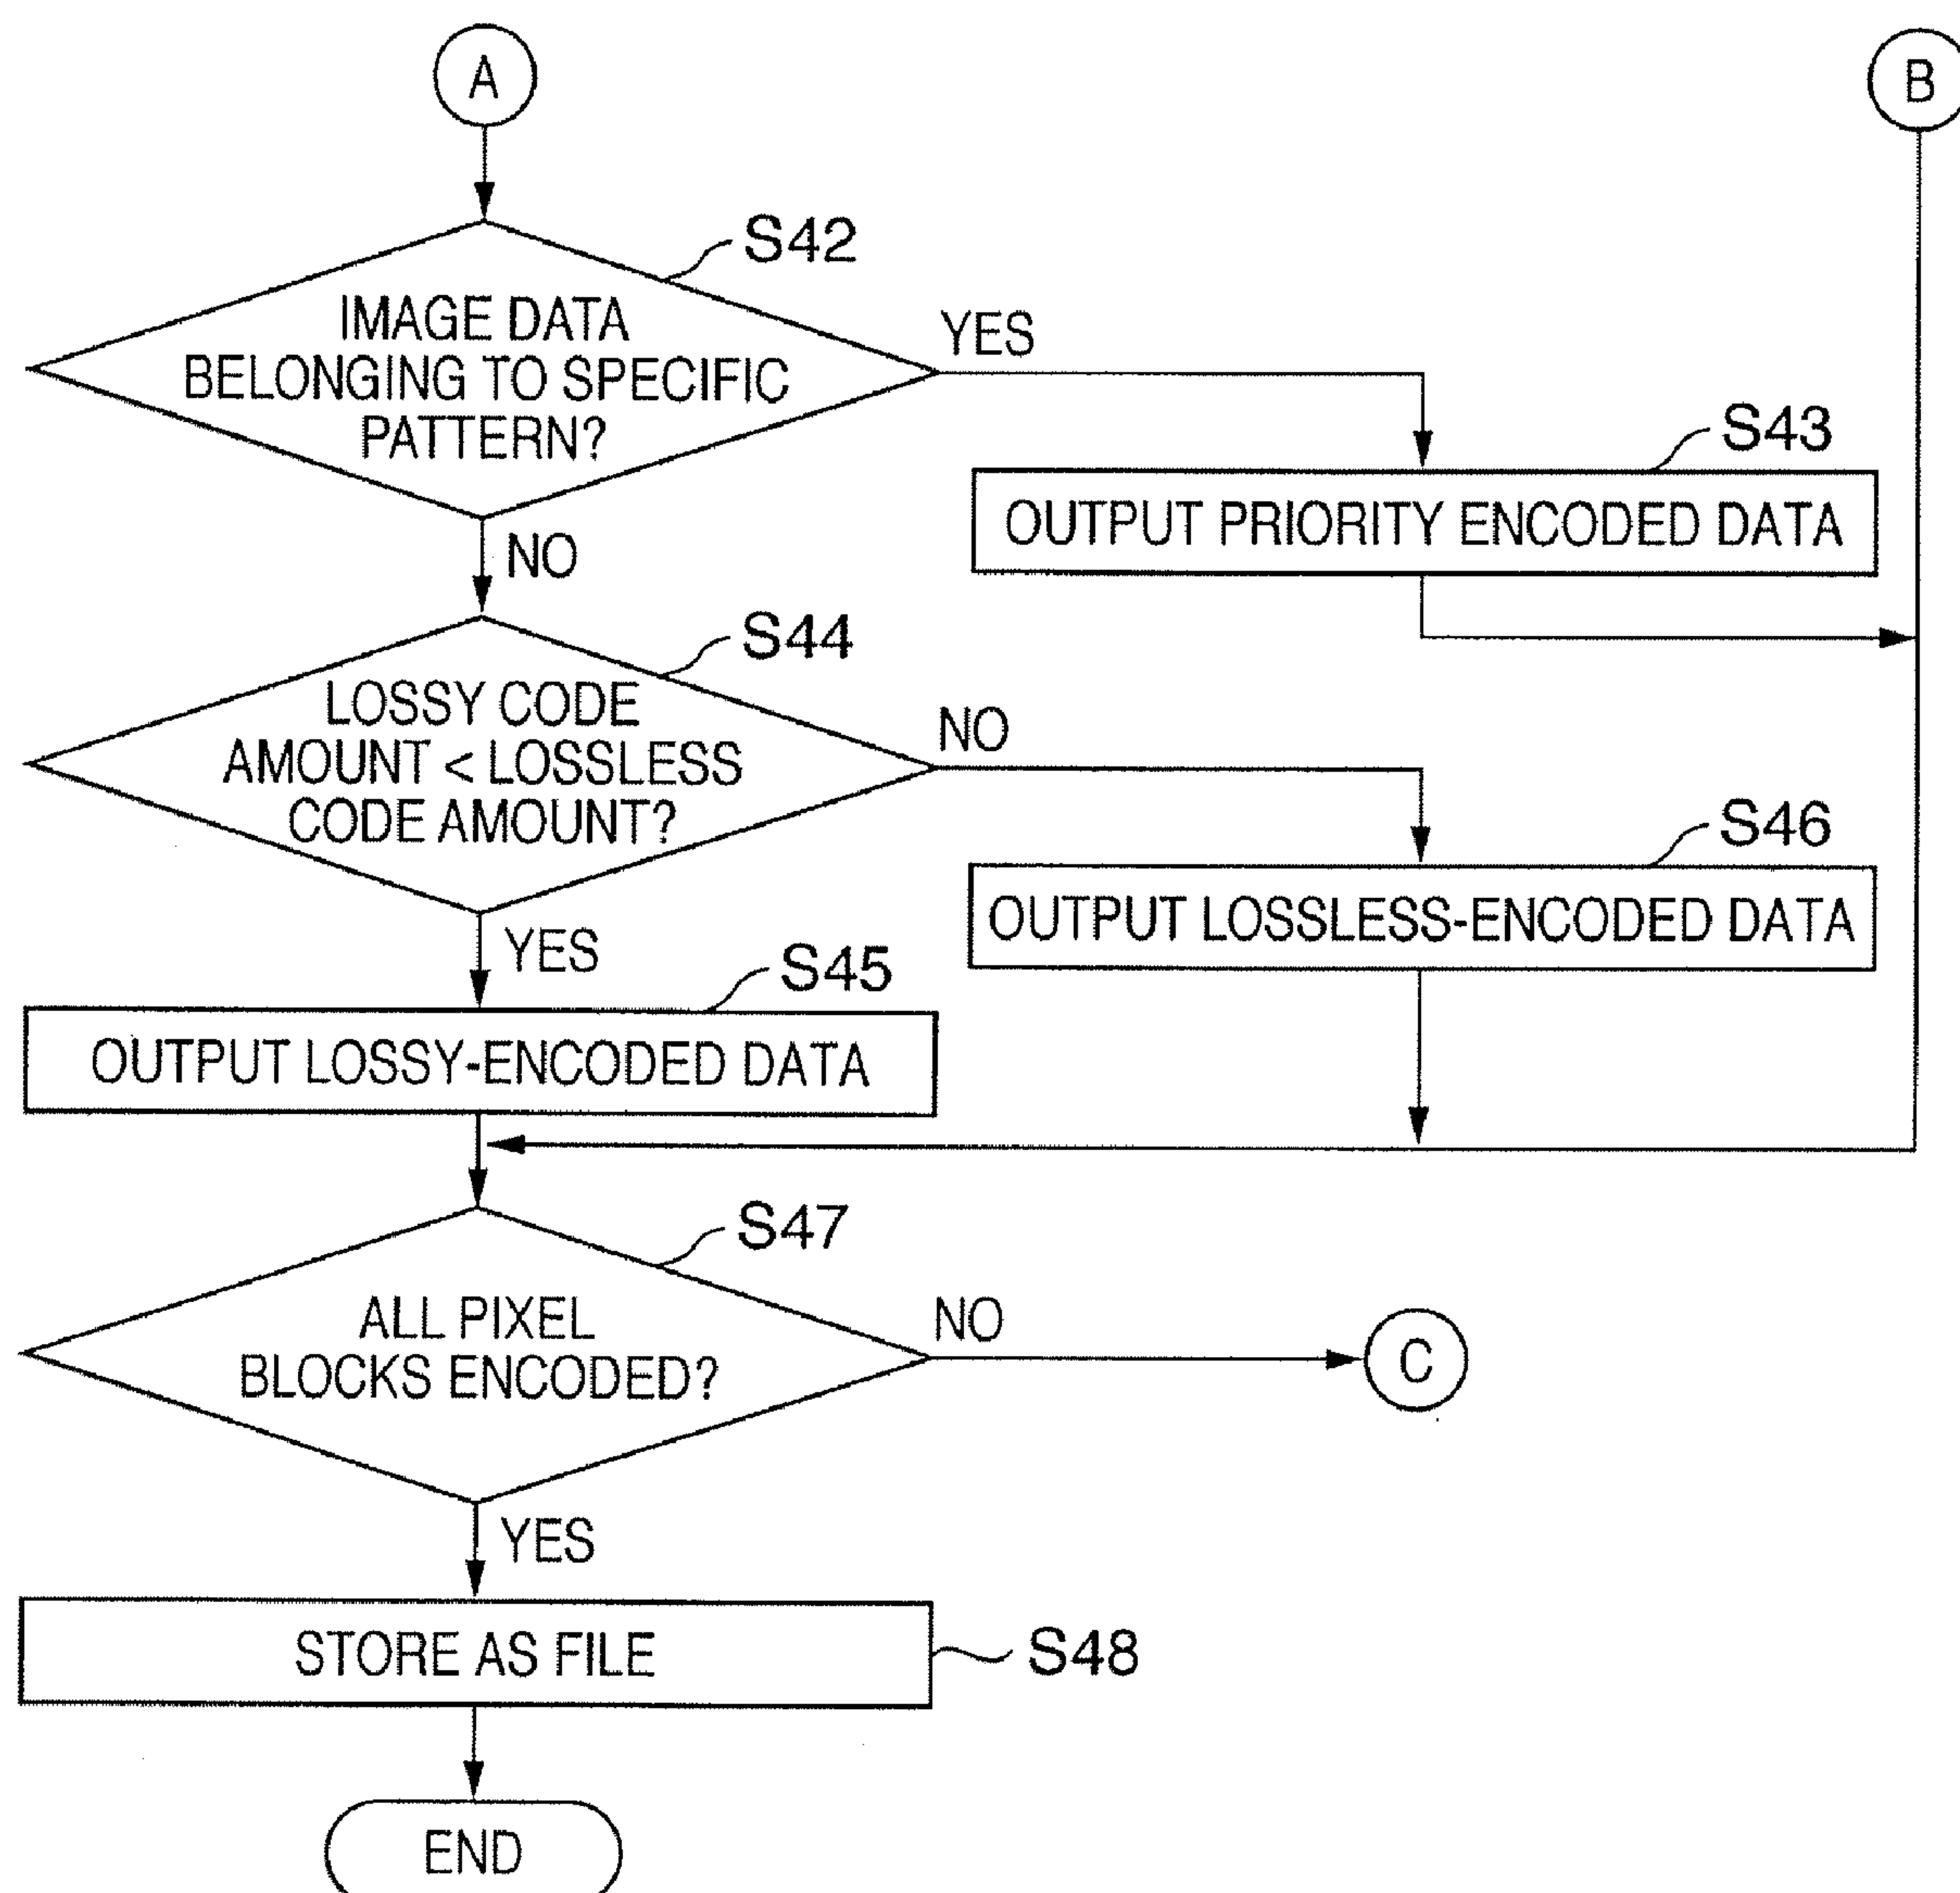 A
B
S42
IMAGE DATA
BELONGING TO SPECIFIC
PATTERN?
YES
S43
OUTPUT PRIORITY ENCODED DATA
NO
S44
LOSSY CODE
AMOUNT < LOSSLESS
CODE AMOUNT?
NO
S46
OUTPUT LOSSLESS-ENCODED DATA
YES
S45
OUTPUT LOSSY-ENCODED DATA
S47
ALL PIXEL
BLOCKS ENCODED?
NO
C
YES
STORE AS FILE
S48
END